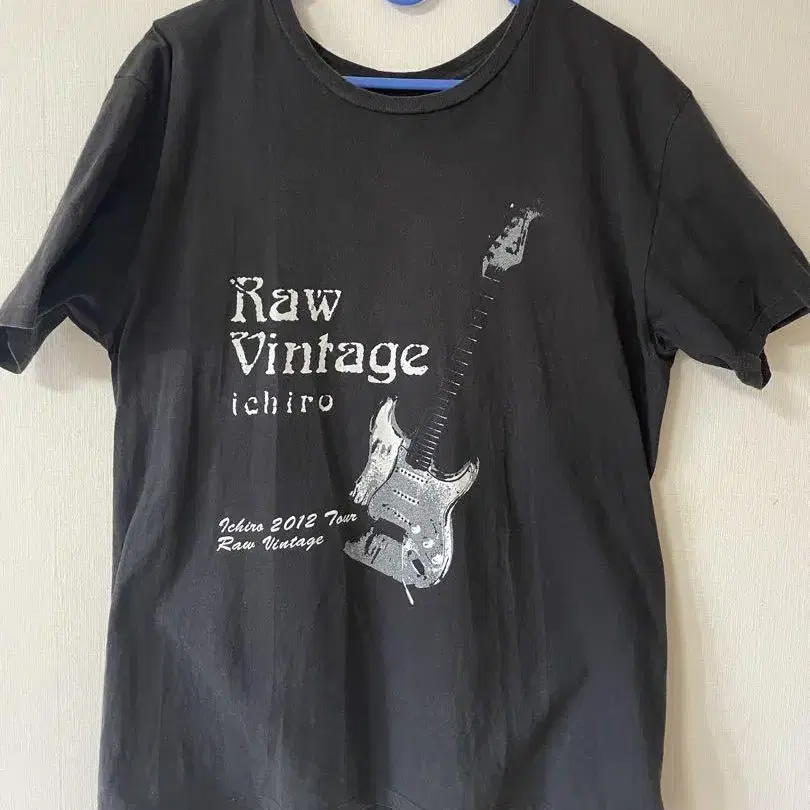 Raw
Vintage
ichiro
Ichiro 2012 Tour
Raw Vintage